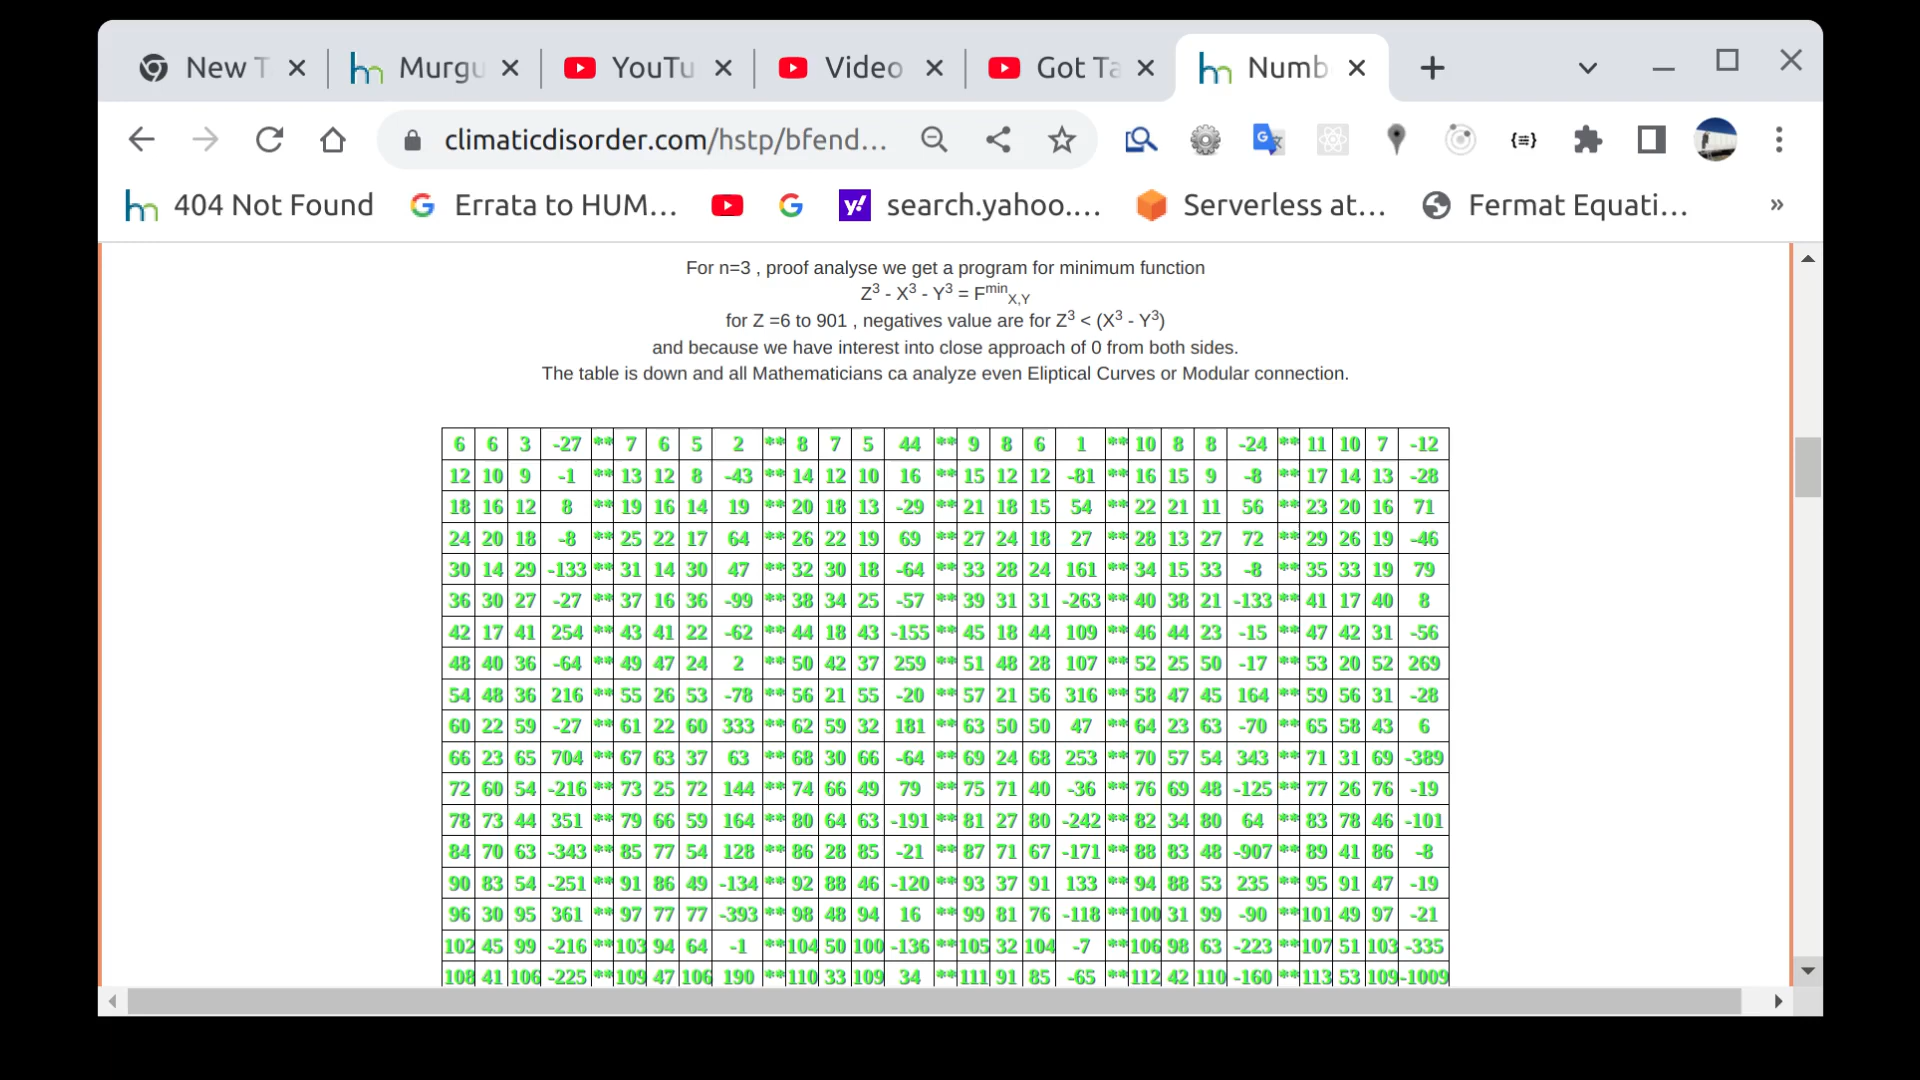 New T
Murgu
YouTu
Video
Got Ta
Numb
climaticdisorder.com/hstp/bfend...
404 Not Found
Errata to HUM...
search.yahoo....
Serverless at...
Fermat Equati...
»
For n=3 , proof analyse we get a program for minimum function
Z³ - X³ - Y³ = F^min_X,Y
for Z =6 to 901 , negatives value are for Z³ < (X³ - Y³)
and because we have interest into close approach of 0 from both sides.
The table is down and all Mathematicians ca analyze even Eliptical Curves or Modular connection.
6 6 3 -27 ** 7 6 5 2 ** 8 7 5 44 ** 9 8 6 1 ** 10 8 8 -24 ** 11 10 7 -12
12 10 9 -1 ** 13 12 8 -43 ** 14 12 10 16 ** 15 12 12 -81 ** 16 15 9 -8 ** 17 14 13 -28
18 16 12 8 ** 19 16 14 19 ** 20 18 13 -29 ** 21 18 15 54 ** 22 21 11 56 ** 23 20 16 71
24 20 18 -8 ** 25 22 17 64 ** 26 22 19 69 ** 27 24 18 27 ** 28 13 27 72 ** 29 26 19 -46
30 14 29 -133 ** 31 14 30 47 ** 32 30 18 -64 ** 33 28 24 161 ** 34 15 33 -8 ** 35 33 19 79
36 30 27 -27 ** 37 16 36 -99 ** 38 34 25 -57 ** 39 31 31 -263 ** 40 38 21 -133 ** 41 17 40 8
42 17 41 254 ** 43 41 22 -62 ** 44 18 43 -155 ** 45 18 44 109 ** 46 44 23 -15 ** 47 42 31 -56
48 40 36 -64 ** 49 47 24 2 ** 50 42 37 259 ** 51 48 28 107 ** 52 25 50 -17 ** 53 20 52 269
54 48 36 216 ** 55 26 53 -78 ** 56 21 55 -20 ** 57 21 56 316 ** 58 47 45 164 ** 59 56 31 -28
60 22 59 -27 ** 61 22 60 333 ** 62 59 32 181 ** 63 50 50 47 ** 64 23 63 -70 ** 65 58 43 6
66 23 65 704 ** 67 63 37 63 ** 68 30 66 -64 ** 69 24 68 253 ** 70 57 54 343 ** 71 31 69 -389
72 60 54 -216 ** 73 25 72 144 ** 74 66 49 79 ** 75 71 40 -36 ** 76 69 48 -125 ** 77 26 76 -19
78 73 44 351 ** 79 66 59 164 ** 80 64 63 -191 ** 81 27 80 -242 ** 82 34 80 64 ** 83 78 46 -101
84 70 63 -343 ** 85 77 54 128 ** 86 28 85 -21 ** 87 71 67 -171 ** 88 83 48 -907 ** 89 41 86 -8
90 83 54 -251 ** 91 86 49 -134 ** 92 88 46 -120 ** 93 37 91 133 ** 94 88 53 235 ** 95 91 47 -19
96 30 95 361 ** 97 77 77 -393 ** 98 48 94 16 ** 99 81 76 -118 ** 100 31 99 -90 ** 101 49 97 -21
102 45 99 -216 ** 103 94 64 -1 ** 104 50 100 -136 ** 105 32 104 -7 ** 106 98 63 -223 ** 107 51 103 -335
108 41 106 -225 ** 109 47 106 190 ** 110 33 109 34 ** 111 91 85 -65 ** 112 42 110 -160 ** 113 53 109 -1009